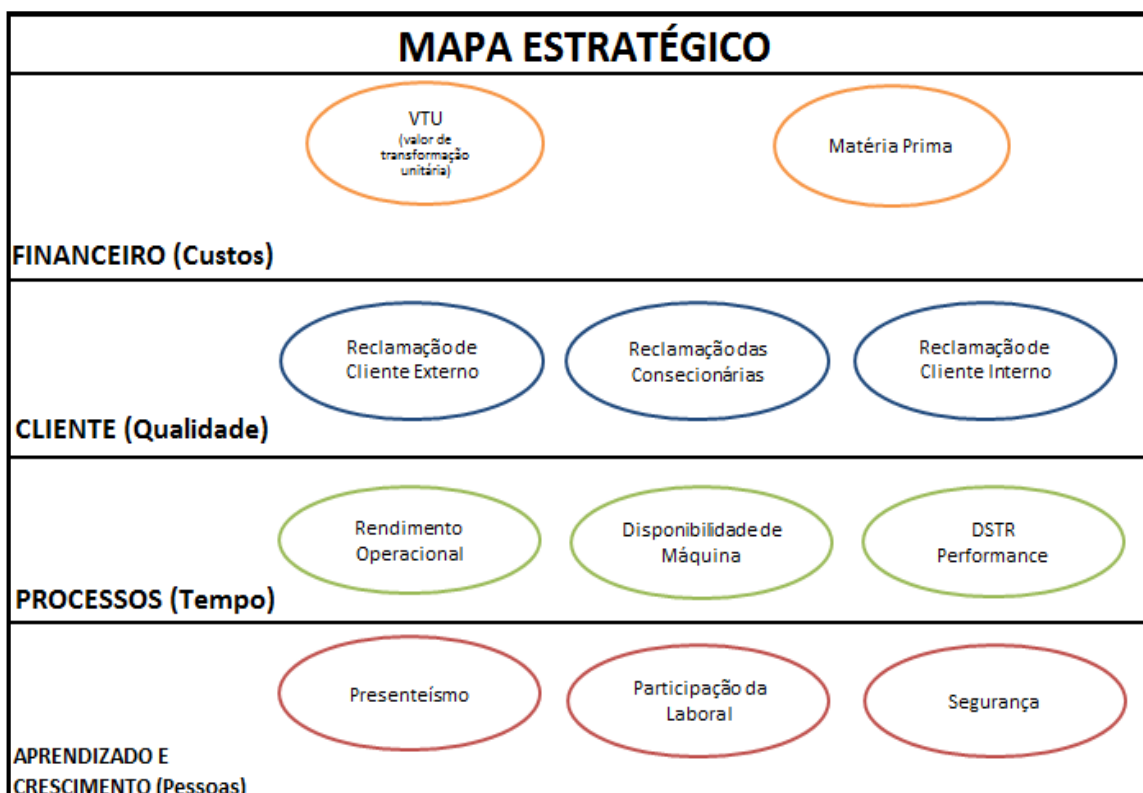 MAPA ESTRATÉGICO
VTU
(valor de
transformação
unitária)
Matéria Prima
FINANCEIRO (Custos)
Reclamação de
Cliente Externo
Reclamação das
Consecionárias
Reclamação de
Cliente Interno
CLIENTE (Qualidade)
Rendimento
Operacional
Disponibilidade de
Máquina
DSTR
Performance
PROCESSOS (Tempo)
Presenteísmo
Participação da
Laboral
Segurança
APRENDIZADO E
CRESCIMENTO (Pessoas)